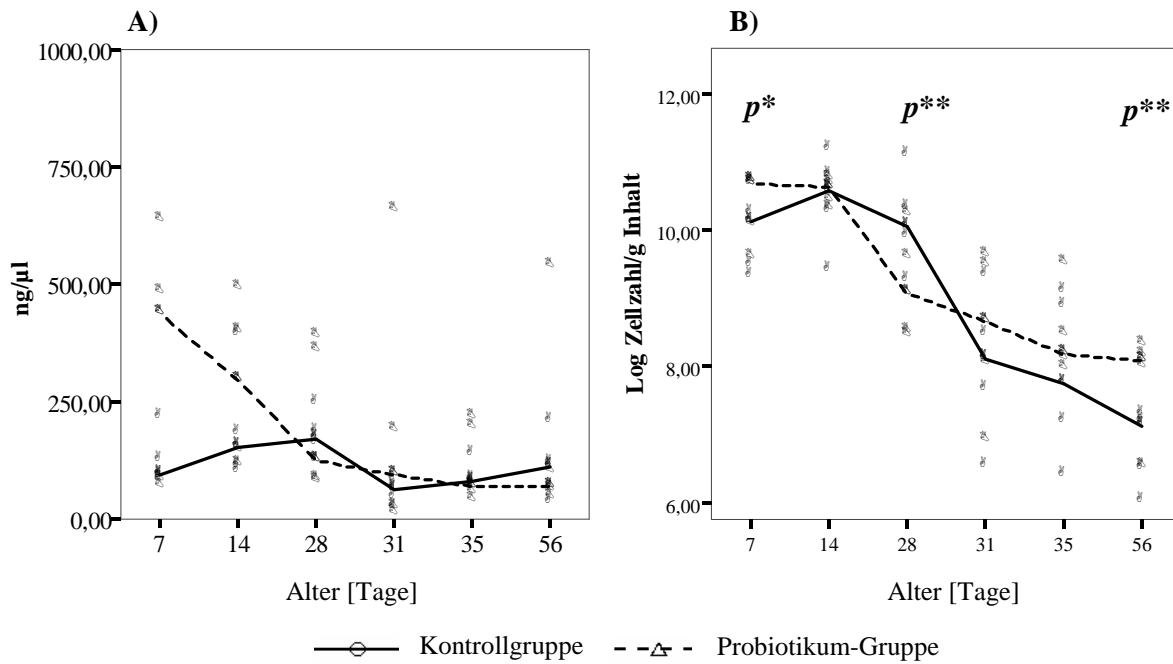 A)
1000,00
750,00
500,00
250,00
0,00
ng/µl
7 14 28 31 35 56
Alter [Tage]
B)
12,00
10,00
8,00
6,00
Log Zellzahl/g Inhalt
p* p** p**
7 14 28 31 35 56
Alter [Tage]
Kontrollgruppe Probiotikum-Gruppe